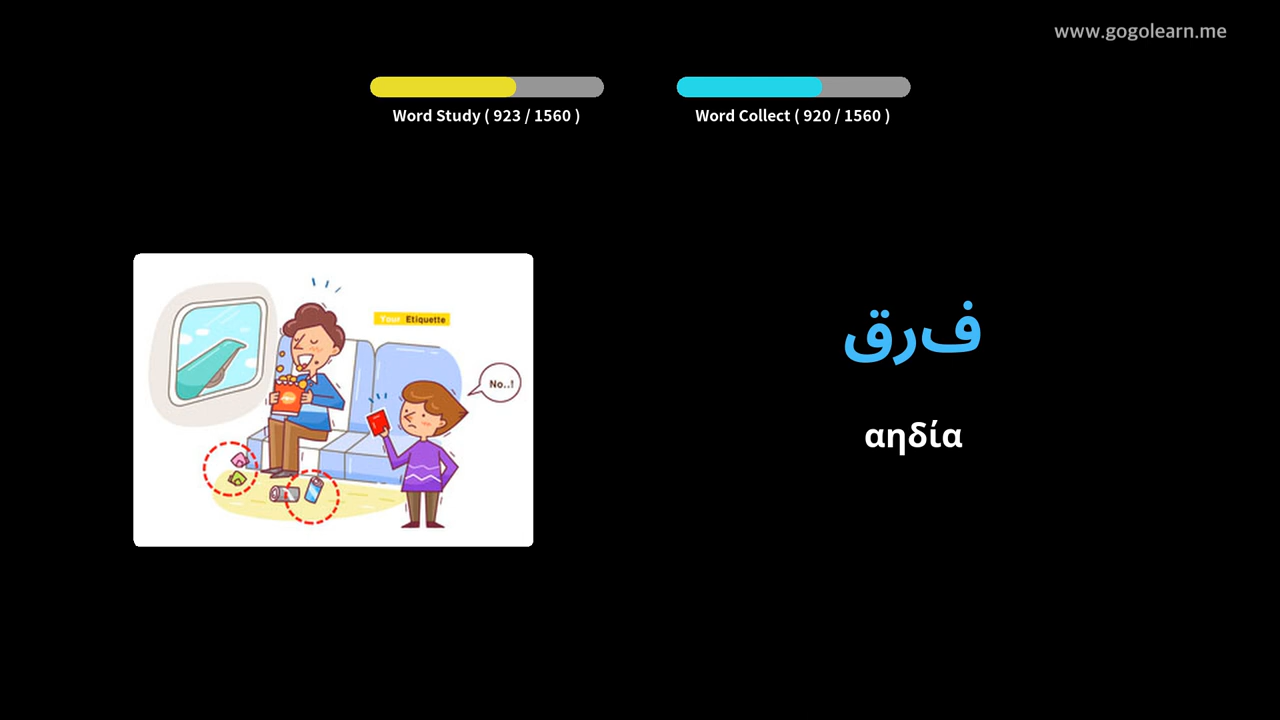 www.gogolearn.me
Word Study ( 923 / 1560 )
Word Collect ( 920 / 1560 )
Your Etiquette
No..!
فرق
αηδία